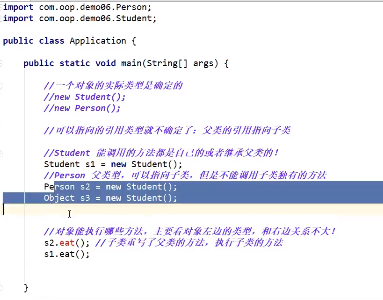 import com.oop.demo06.Person;
import com.oop.demo06.Student;
public class Application {
public static void main(String[] args) {
//一个对象的实际类型是确定的
//new Student();
//new Person();
//可以指向的引用类型就不确定了：父类的引用指向子类
//Student 能调用的方法都是自己的或者继承父类的！
Student s1 = new Student();
//Person 父类型，可以指向子类，但是不能调用子类独有的方法
Person s2 = new Student();
Object s3 = new Student();
//对象能执行哪些方法，主要看对象左边的类型，和右边关系不大！
s2.eat(); //子类重写了父类的方法，执行子类的方法
s1.eat();
}